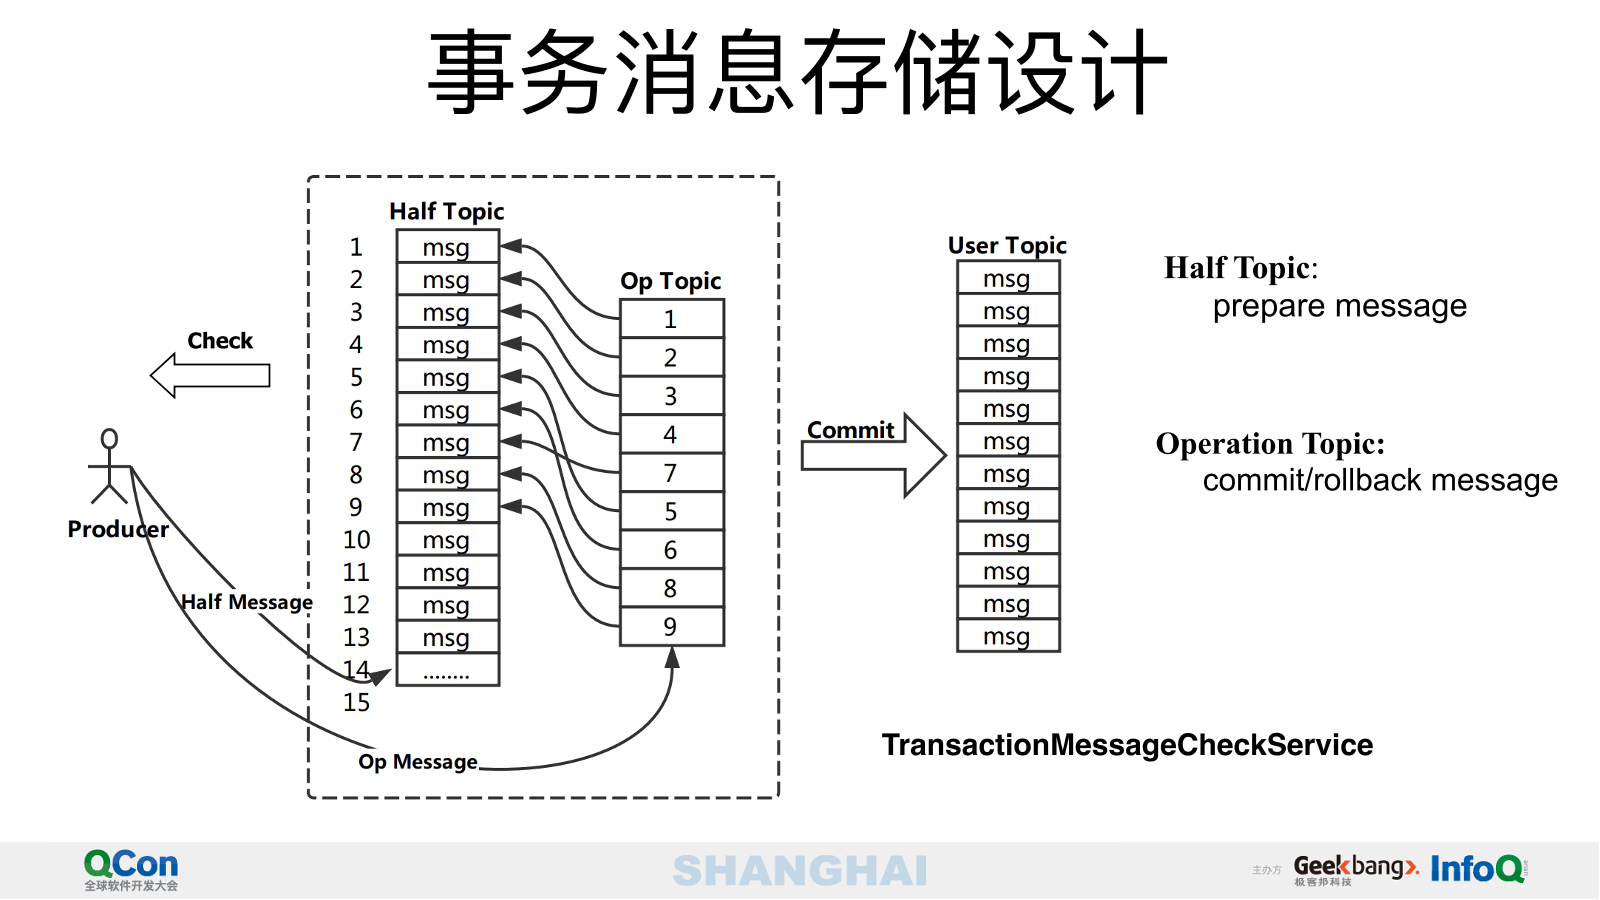 事务消息存储设计
Half Topic
1 msg
2 msg
3 msg
4 msg
5 msg
6 msg
7 msg
8 msg
9 msg
10 msg
11 msg
12 msg
13 msg
14 ........
15
Op Topic
1
2
3
4
7
5
6
8
9
Check
Producer
Half Message
Op Message
Commit
User Topic
msg
msg
msg
msg
msg
msg
msg
msg
msg
msg
msg
msg
Half Topic:
prepare message
Operation Topic:
commit/rollback message
TransactionMessageCheckService
QCon
全球软件开发大会
SHANGHAI
主办方
Geekbang>.
极客邦科技
InfoQ